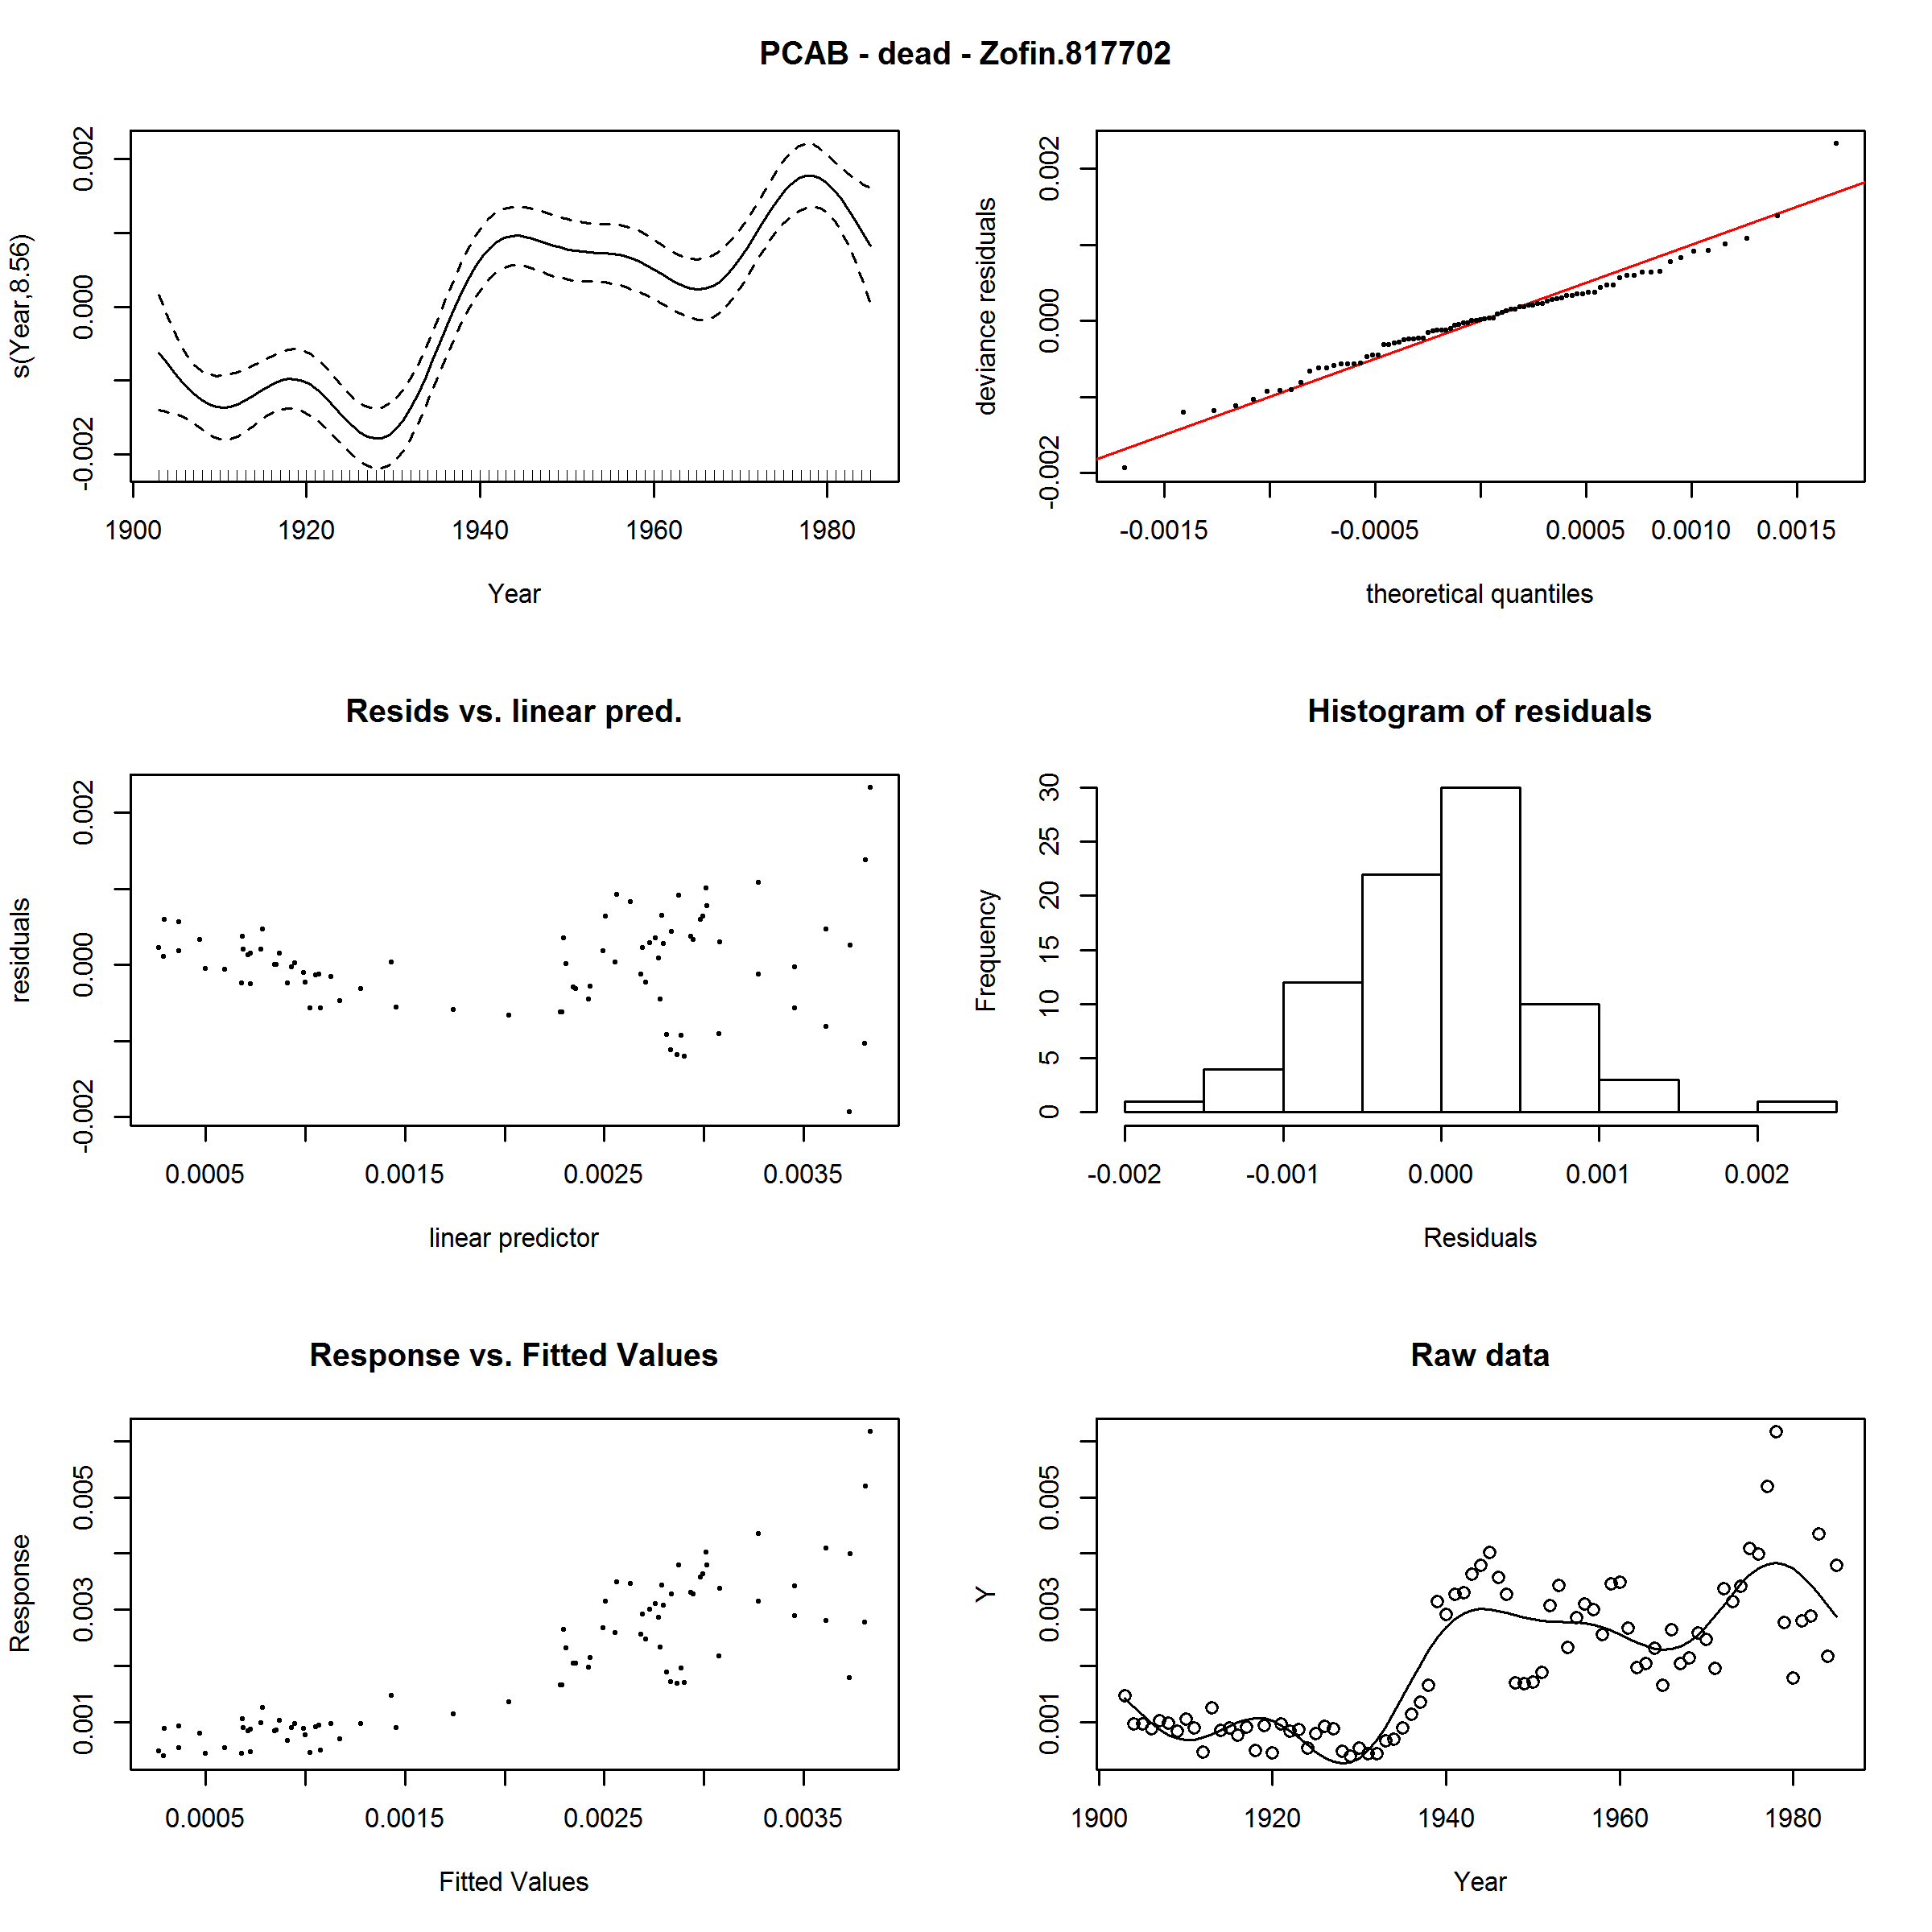 PCAB - dead - Zofin.817702
s(Year,8.56)
-0.002 0.000 0.002
1900 1920 1940 1960 1980
Year
deviance residuals
-0.002 0.000 0.002
-0.0015 -0.0005 0.0005 0.0010 0.0015
theoretical quantiles
Resids vs. linear pred.
residuals
-0.002 0.000 0.002
0.0005 0.0015 0.0025 0.0035
linear predictor
Histogram of residuals
Frequency
0 5 10 15 20 25 30
-0.002 -0.001 0.000 0.001 0.002
Residuals
Response vs. Fitted Values
Response
0.001 0.003 0.005
0.0005 0.0015 0.0025 0.0035
Fitted Values
Raw data
Y
0.001 0.003 0.005
1900 1920 1940 1960 1980
Year